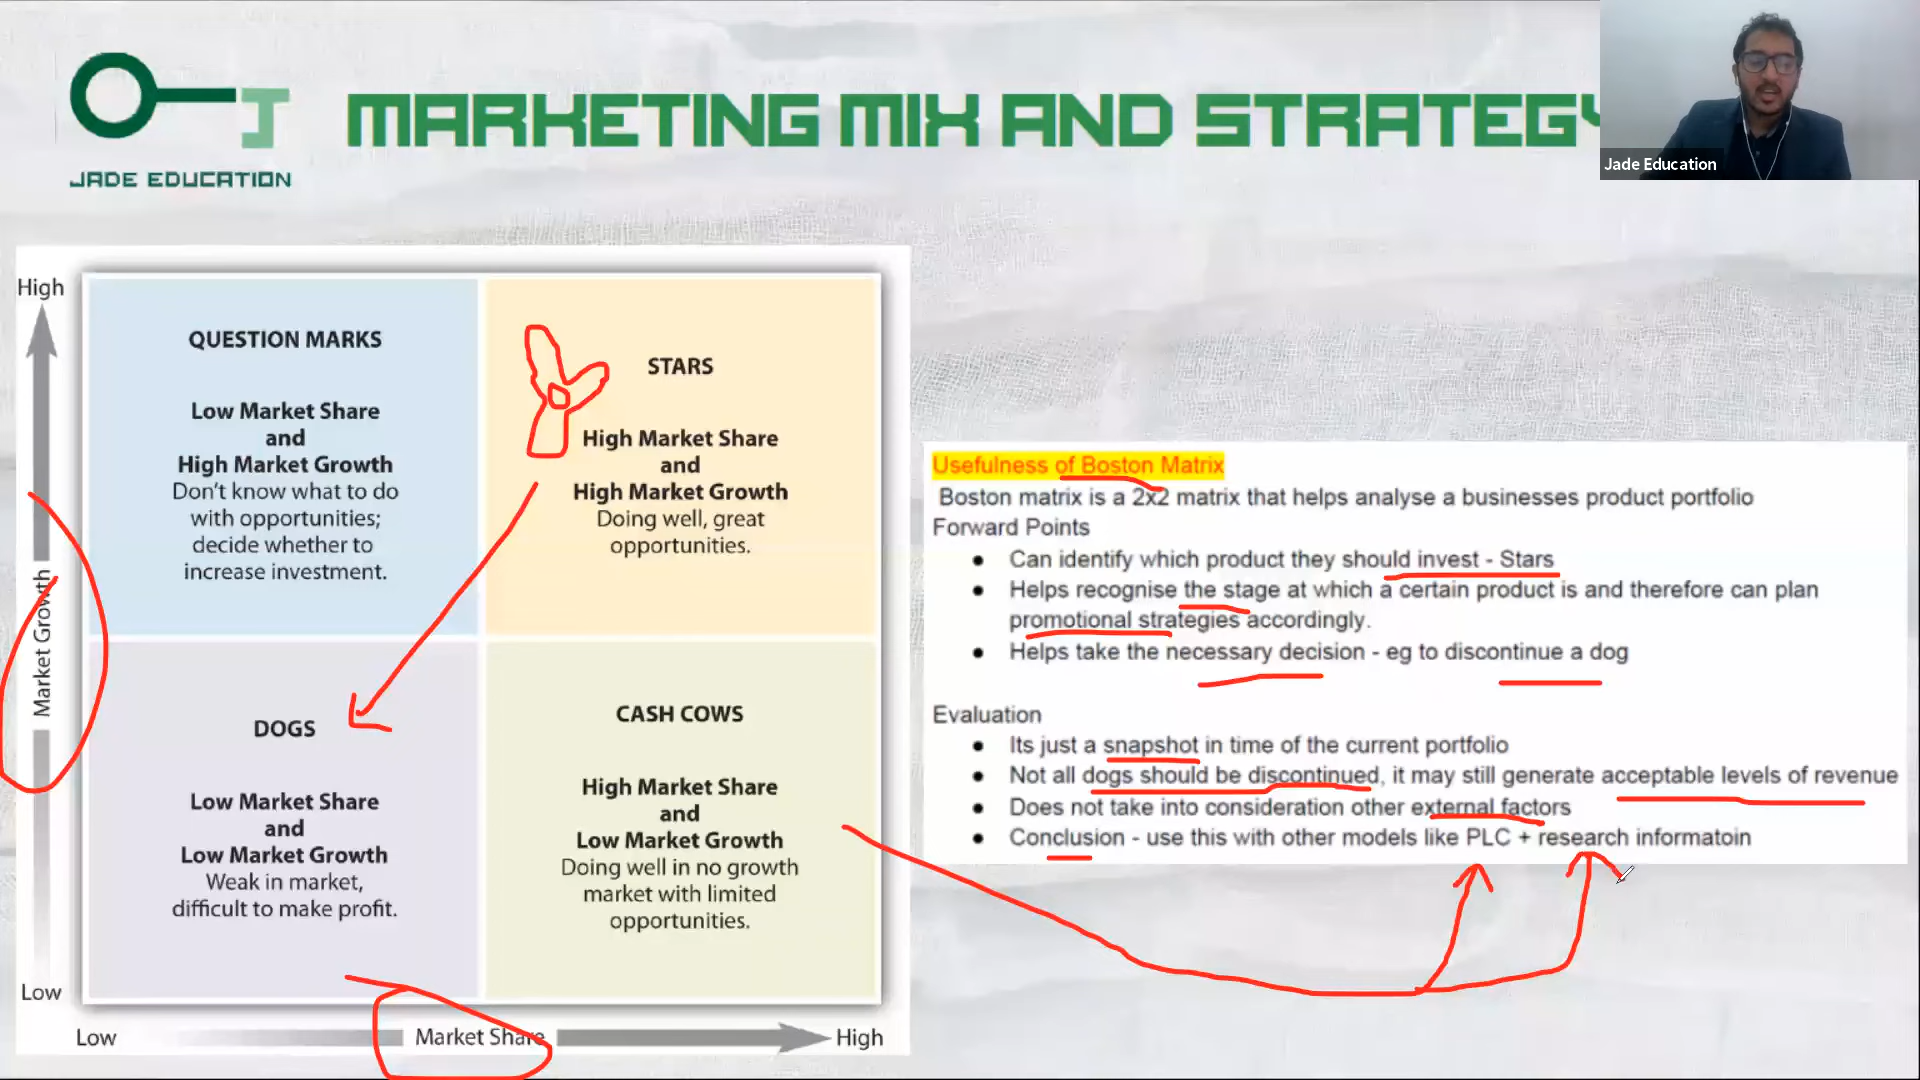 J
JADE EDUCATION
MARKETING MIX AND STRATEGY
Jade Education
High
Market Growth
Low
QUESTION MARKS
Low Market Share
and
High Market Growth
Don't know what to do
with opportunities;
decide whether to
increase investment.
STARS
High Market Share
and
High Market Growth
Doing well, great
opportunities.
DOGS
Low Market Share
and
Low Market Growth
Weak in market,
difficult to make profit.
CASH COWS
High Market Share
and
Low Market Growth
Doing well in no growth
market with limited
opportunities.
Low
Market Share
High
Usefulness of Boston Matrix
Boston matrix is a 2x2 matrix that helps analyse a businesses product portfolio
Forward Points
● Can identify which product they should invest - Stars
● Helps recognise the stage at which a certain product is and therefore can plan
promotional strategies accordingly.
● Helps take the necessary decision - eg to discontinue a dog
Evaluation
● Its just a snapshot in time of the current portfolio
● Not all dogs should be discontinued, it may still generate acceptable levels of revenue
● Does not take into consideration other external factors
● Conclusion - use this with other models like PLC + research informatoin